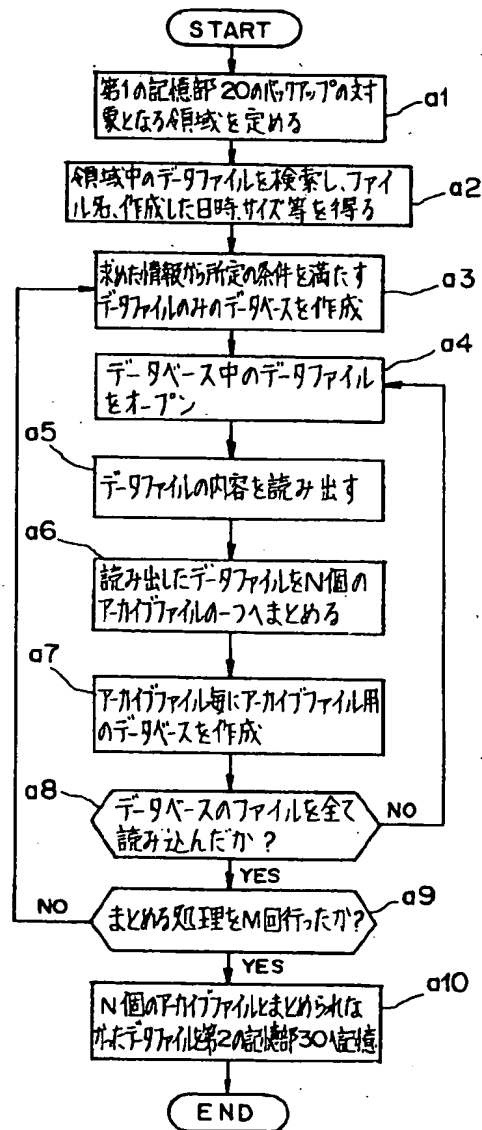 START
第1の記憶部20のバックアップの対
象となる領域を定める
a1
領域中のデータファイルを検索し、ファイ
ル名、作成した日時、サイズ等を得る
a2
求めた情報から所定の条件を満たす
データファイルのみのデータベースを作成
a3
データベース中のデータファイル
をオープン
a4
a5
データファイルの内容を読み出す
a6
読み出したデータファイルをN個の
アーカイブファイルの一つへまとめる
a7
アーカイブファイル毎にアーカイブファイル用
のデータベースを作成
a8
データベースのファイルを全て
読み込んだか?
NO
YES
a9
まとめる処理をM回行ったか?
NO
YES
a10
N個のアーカイブファイルとまとめられな
かったデータファイルを第2の記憶部30へ記憶
END